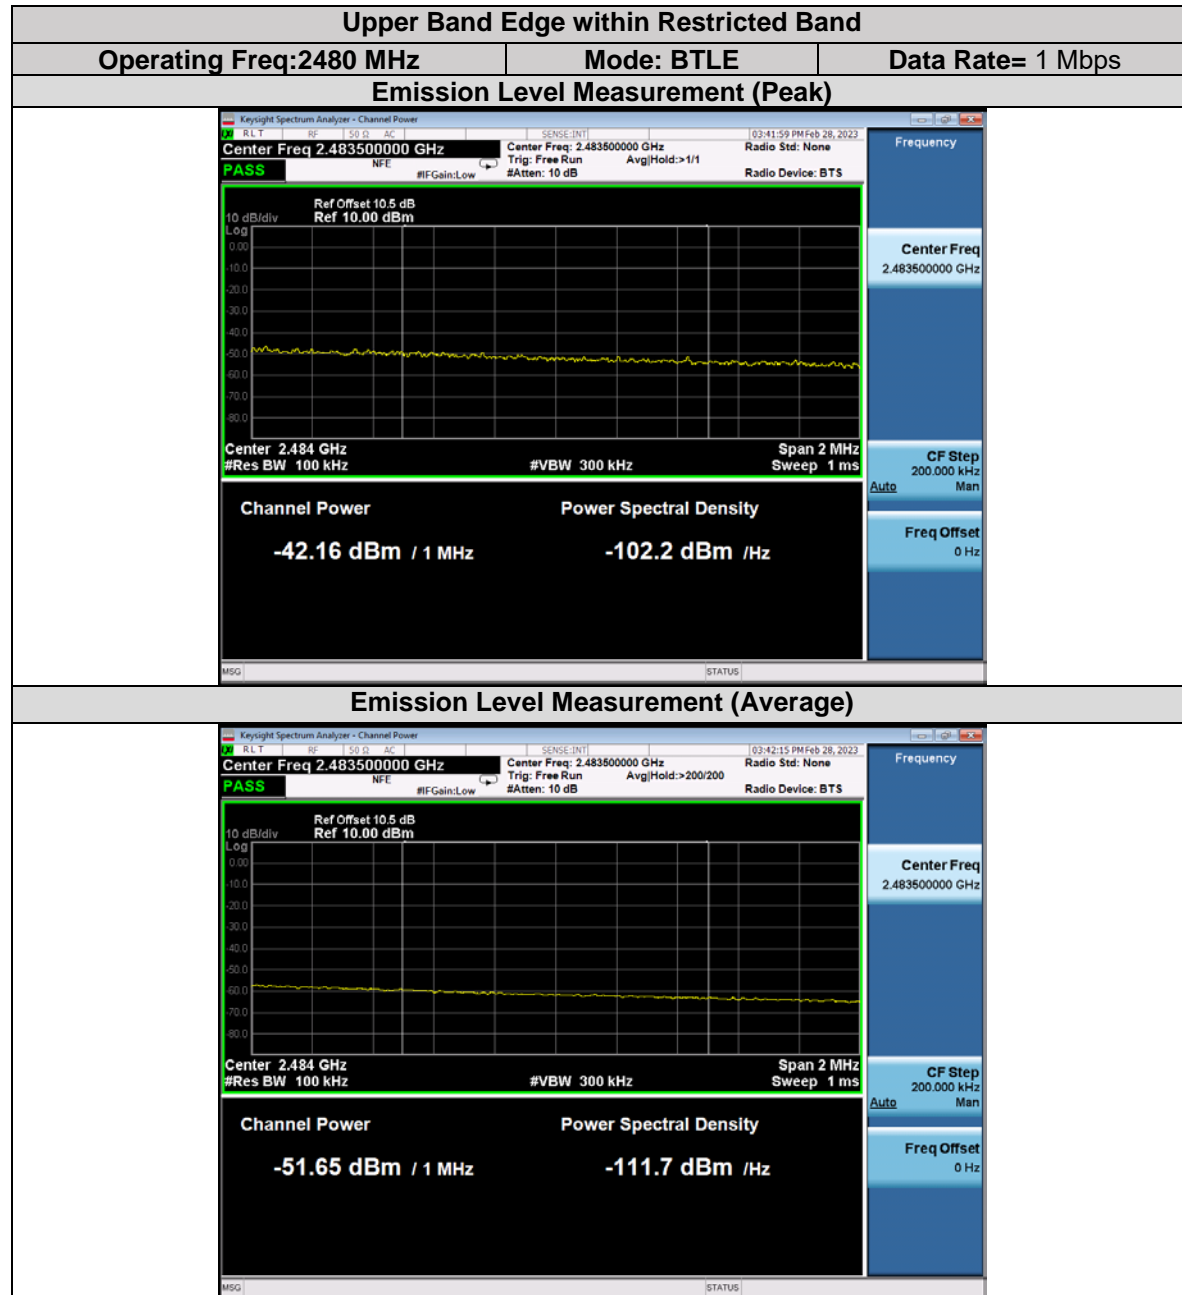 Upper Band Edge within Restricted Band
Operating Freq:2480 MHz Mode: BTLE Data Rate= 1 Mbps
Emission Level Measurement (Peak)
Keysight Spectrum Analyzer - Channel Power
RLT RF 50 Ω AC SENSE:INT 03:41:59 PM Feb 28, 2023
Center Freq 2.483500000 GHz Center Freq: 2.483500000 GHz Radio Std: None
NFE Trig: Free Run Avg|Hold:>1/1
PASS #IFGain:Low #Atten: 10 dB Radio Device: BTS
Frequency
Ref Offset 10.5 dB
10 dB/div Ref 10.00 dBm
Log
0.00
-10.0
-20.0
-30.0
-40.0
-50.0
-60.0
-70.0
-80.0
Center 2.484 GHz Span 2 MHz
#Res BW 100 kHz #VBW 300 kHz Sweep 1 ms
Center Freq
2.483500000 GHz
CF Step
200.000 kHz
Auto Man
Freq Offset
0 Hz
Channel Power Power Spectral Density
-42.16 dBm / 1 MHz -102.2 dBm /Hz
MSG STATUS
Emission Level Measurement (Average)
Keysight Spectrum Analyzer - Channel Power
RLT RF 50 Ω AC SENSE:INT 03:42:15 PM Feb 28, 2023
Center Freq 2.483500000 GHz Center Freq: 2.483500000 GHz Radio Std: None
NFE Trig: Free Run Avg|Hold:>200/200
PASS #IFGain:Low #Atten: 10 dB Radio Device: BTS
Frequency
Ref Offset 10.5 dB
10 dB/div Ref 10.00 dBm
Log
0.00
-10.0
-20.0
-30.0
-40.0
-50.0
-60.0
-70.0
-80.0
Center 2.484 GHz Span 2 MHz
#Res BW 100 kHz #VBW 300 kHz Sweep 1 ms
Center Freq
2.483500000 GHz
CF Step
200.000 kHz
Auto Man
Freq Offset
0 Hz
Channel Power Power Spectral Density
-51.65 dBm / 1 MHz -111.7 dBm /Hz
MSG STATUS